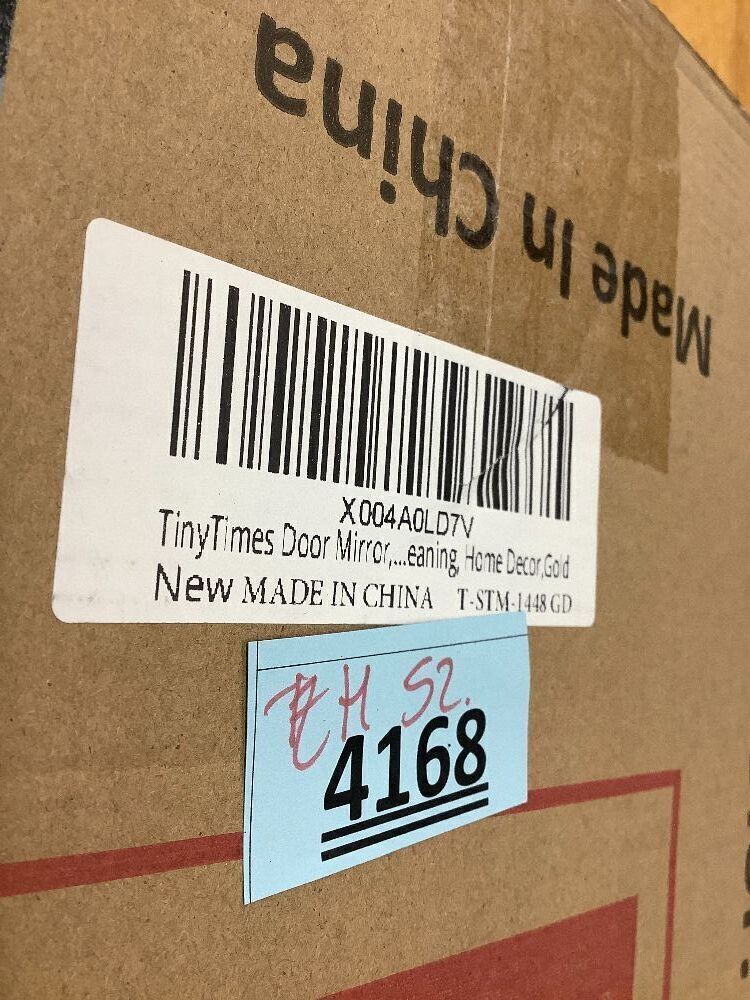 Made In China
X004A0LD7V
TinyTimes Door Mirror,...eaning, Home Decor,Gold
New MADE IN CHINA T-STM-1448 GD
H 52.
4168